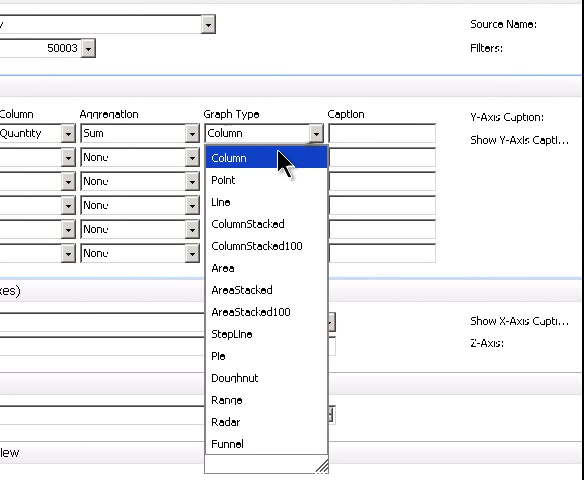 Source Name:
50003
Filters:
Column Aggregation Graph Type Caption
Y-Axis Caption:
Quantity Sum Column
Show Y-Axis Capti...
None
None
None
None
None
Column
Point
Line
ColumnStacked
ColumnStacked100
Area
AreaStacked
AreaStacked100
StepLine
Pie
Doughnut
Range
Radar
Funnel
xes)
Show X-Axis Capti...
Z-Axis:
iew